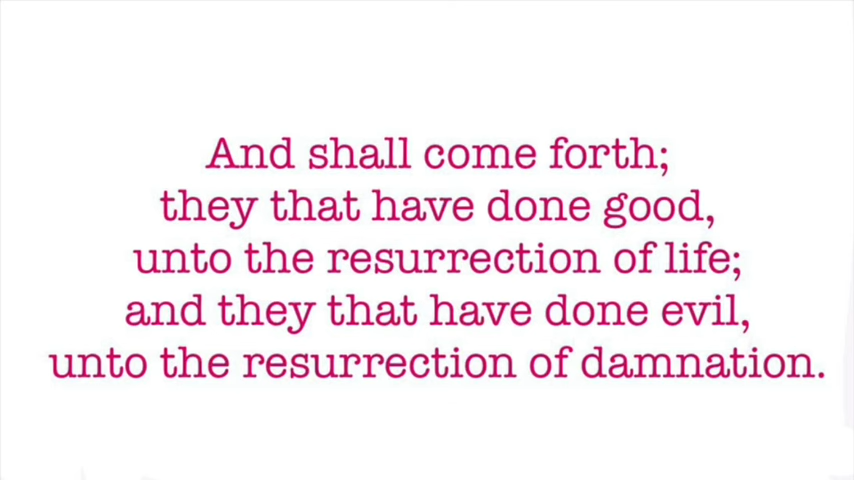 And shall come forth;
they that have done good,
unto the resurrection of life;
and they that have done evil,
unto the resurrection of damnation.